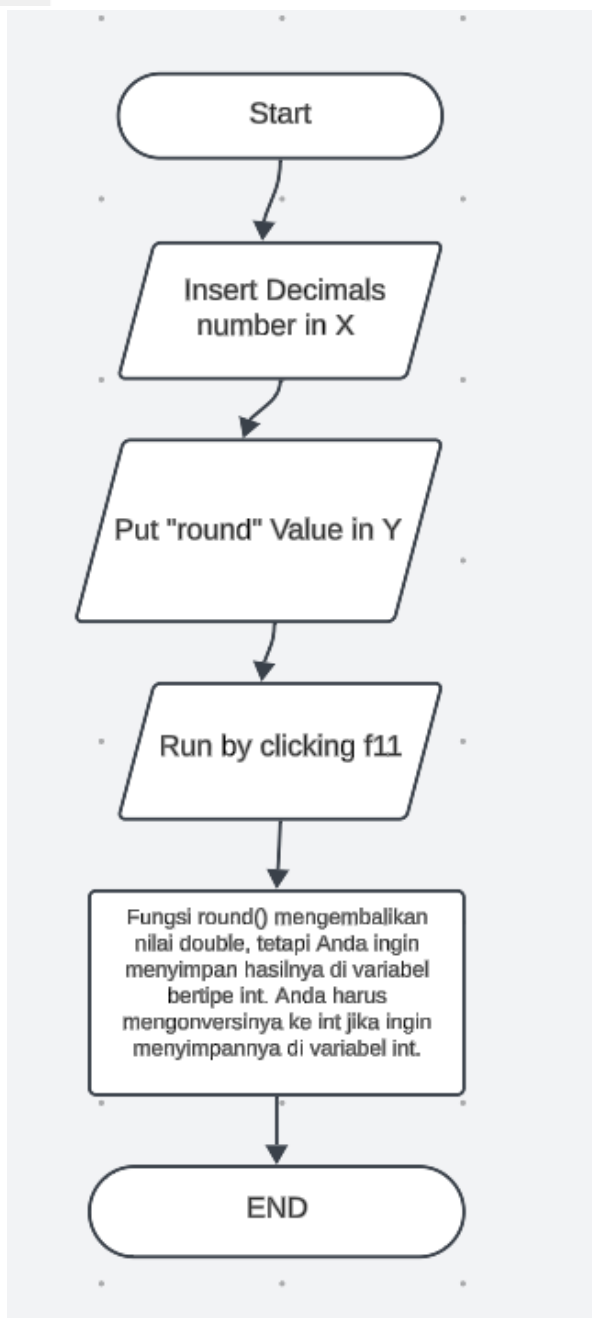 Start
Insert Decimals
number in X
Put "round" Value in Y
Run by clicking f11
Fungsi round() mengembalikan
nilai double, tetapi Anda ingin
menyimpan hasilnya di variabel
bertipe int. Anda harus
mengonversinya ke int jika ingin
menyimpannya di variabel int.
END